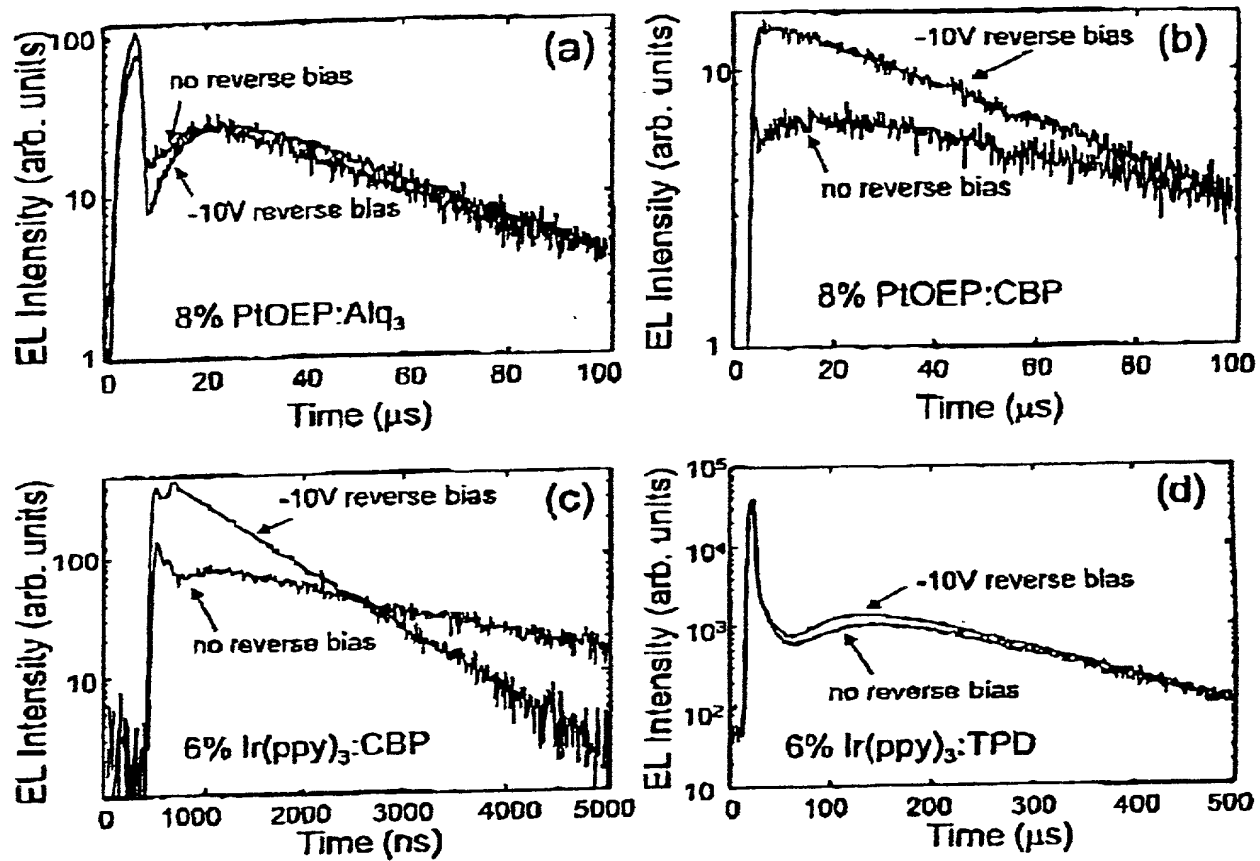 EL Intensity (arb. units)
100
10
1
(a)
no reverse bias
-10V reverse bias
8% PtOEP:Alq₃
0 20 40 60 80 100
Time (μs)
EL Intensity (arb. units)
10
1
(b)
-10V reverse bias
no reverse bias
8% PtOEP:CBP
0 20 40 60 80 100
Time (μs)
EL Intensity (arb. units)
100
10
(c)
-10V reverse bias
no reverse bias
6% Ir(ppy)₃:CBP
0 1000 2000 3000 4000 5000
Time (ns)
EL Intensity (arb. units)
10⁵
10⁴
10³
10²
10
(d)
-10V reverse bias
no reverse bias
6% Ir(ppy)₃:TPD
0 100 200 300 400 500
Time (μs)